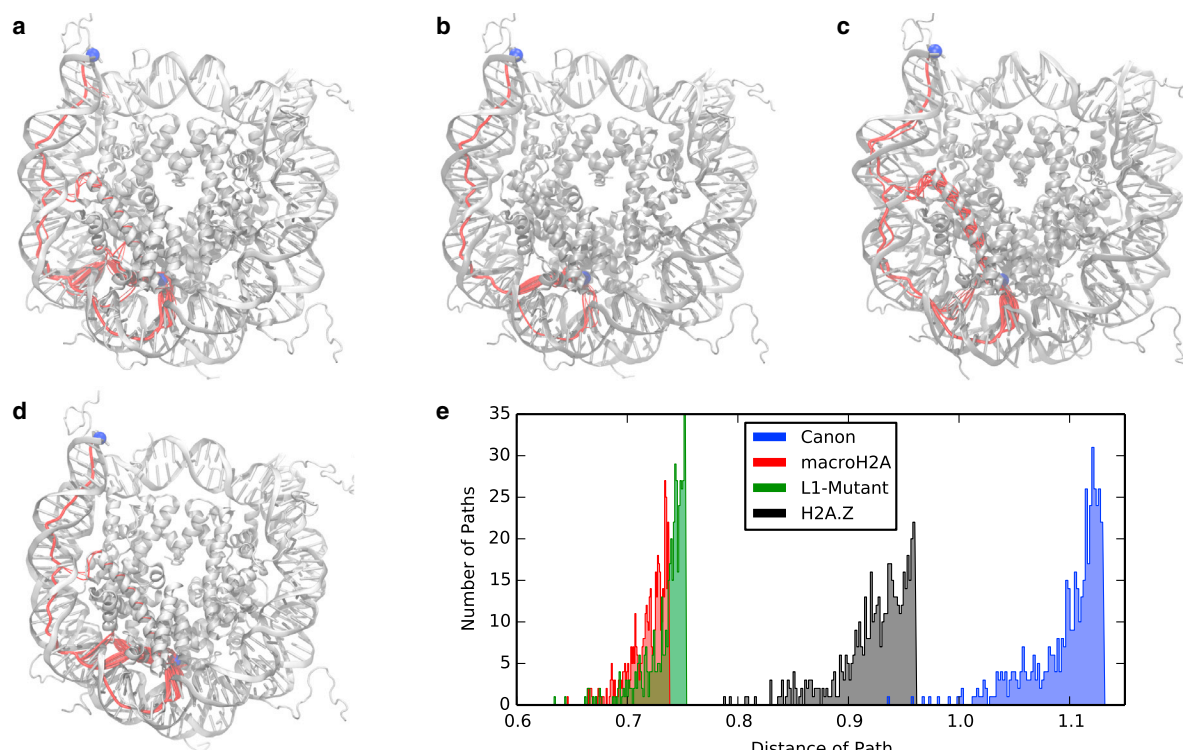 a
b
c
d
e
35
30
25
20
15
10
5
0
Number of Paths
Canon
macroH2A
L1-Mutant
H2A.Z
0.6
0.7
0.8
0.9
1.0
1.1
Distance of Path